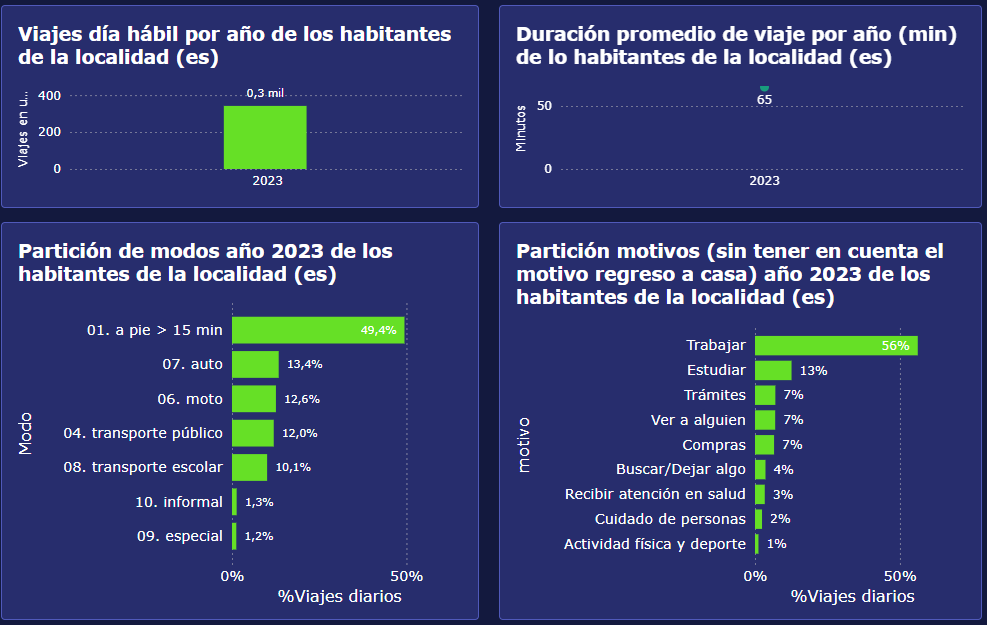 Viajes día hábil por año de los habitantes
de la localidad (es)
Viajes en u...
400
200
0
0,3 mil
2023
Duración promedio de viaje por año (min)
de lo habitantes de la localidad (es)
Minutos
50
0
65
2023
Partición de modos año 2023 de los
habitantes de la localidad (es)
Modo
01. a pie > 15 min 49,4%
07. auto 13,4%
06. moto 12,6%
04. transporte público 12,0%
08. transporte escolar 10,1%
10. informal 1,3%
09. especial 1,2%
0% 50%
%Viajes diarios
Partición motivos (sin tener en cuenta el
motivo regreso a casa) año 2023 de los
habitantes de la localidad (es)
motivo
Trabajar 56%
Estudiar 13%
Trámites 7%
Ver a alguien 7%
Compras 7%
Buscar/Dejar algo 4%
Recibir atención en salud 3%
Cuidado de personas 2%
Actividad física y deporte 1%
0% 50%
%Viajes diarios